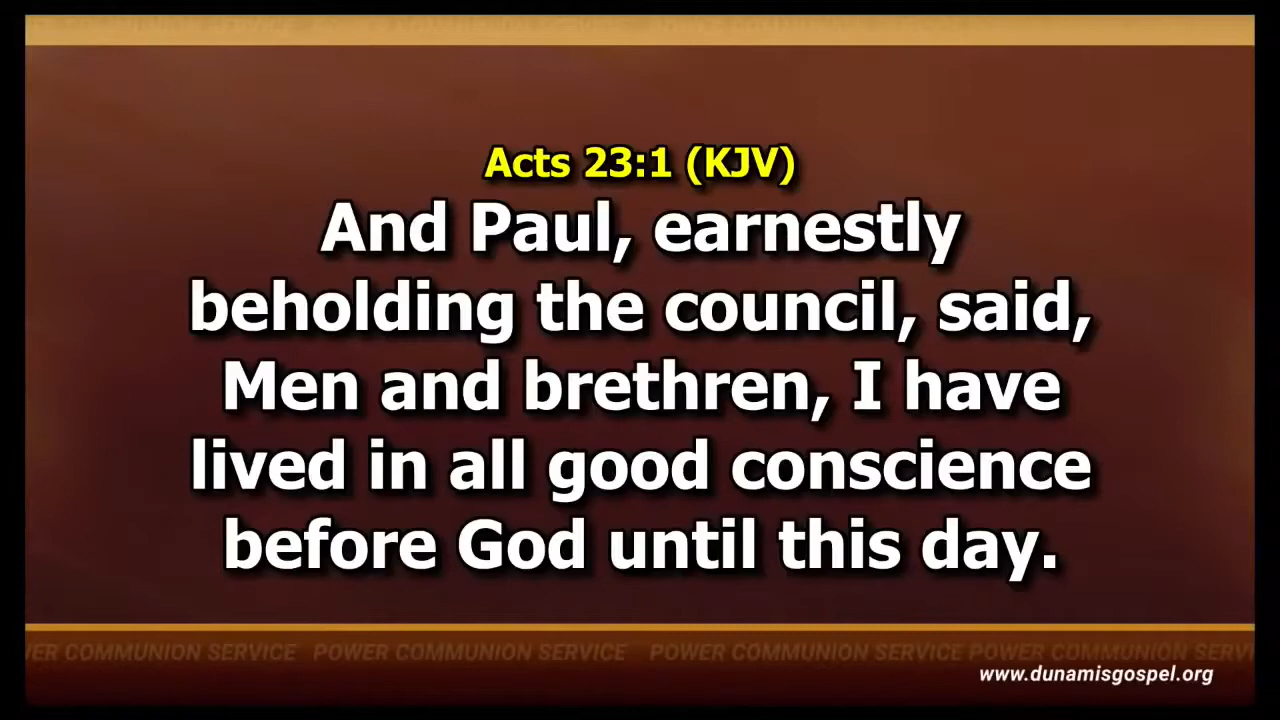 Acts 23:1 (KJV)
And Paul, earnestly
beholding the council, said,
Men and brethren, I have
lived in all good conscience
before God until this day.
ER COMMUNION SERVICE POWER COMMUNION SERVICE POWER COMMUNION SERVICE POWER COMMUNION SERVI
www.dunamisgospel.org